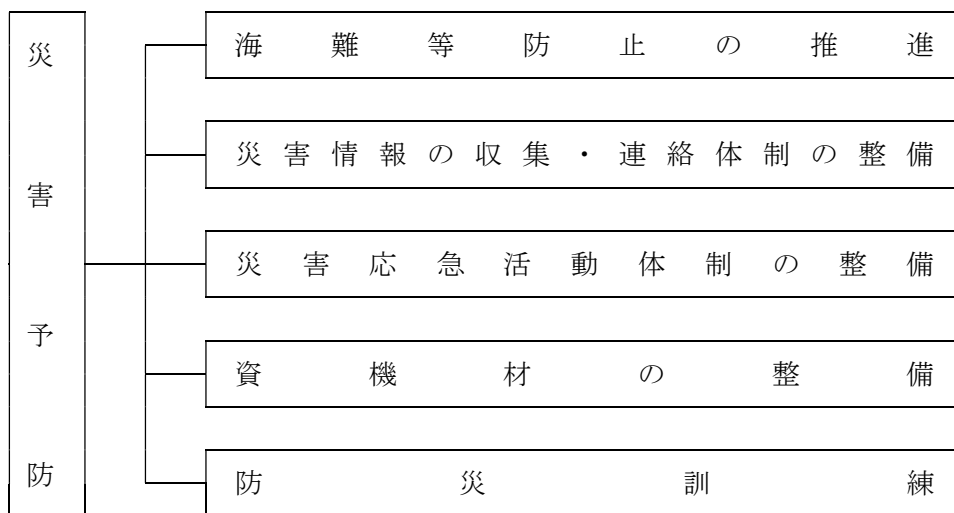 災害予防
海難等防止の推進
災害情報の収集・連絡体制の整備
災害応急活動体制の整備
資機材の整備
防災訓練